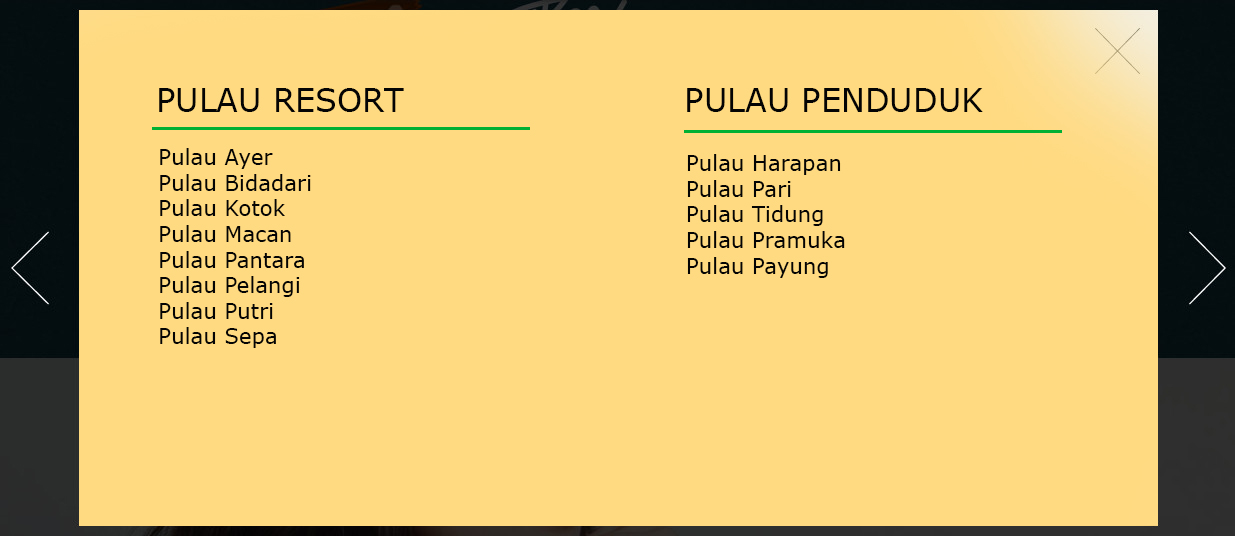 PULAU RESORT
Pulau Ayer
Pulau Bidadari
Pulau Kotok
Pulau Macan
Pulau Pantara
Pulau Pelangi
Pulau Putri
Pulau Sepa
PULAU PENDUDUK
Pulau Harapan
Pulau Pari
Pulau Tidung
Pulau Pramuka
Pulau Payung